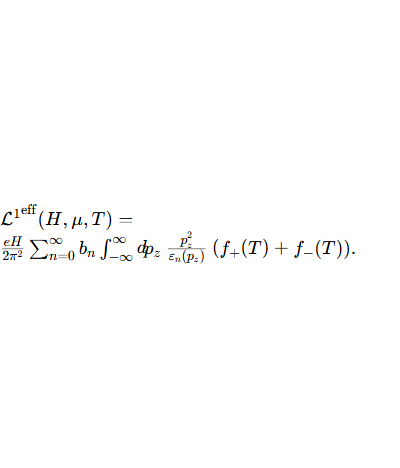 $\mathcal{L}^{1^{\text{eff}}}(H, \mu, T) =$
$\frac{eH}{2\pi^2} \sum_{n=0}^{\infty} b_n \int_{-\infty}^{\infty} dp_z \, \frac{p_z^2}{\varepsilon_n(p_z)} \, (f_+(T) + f_-(T)).$